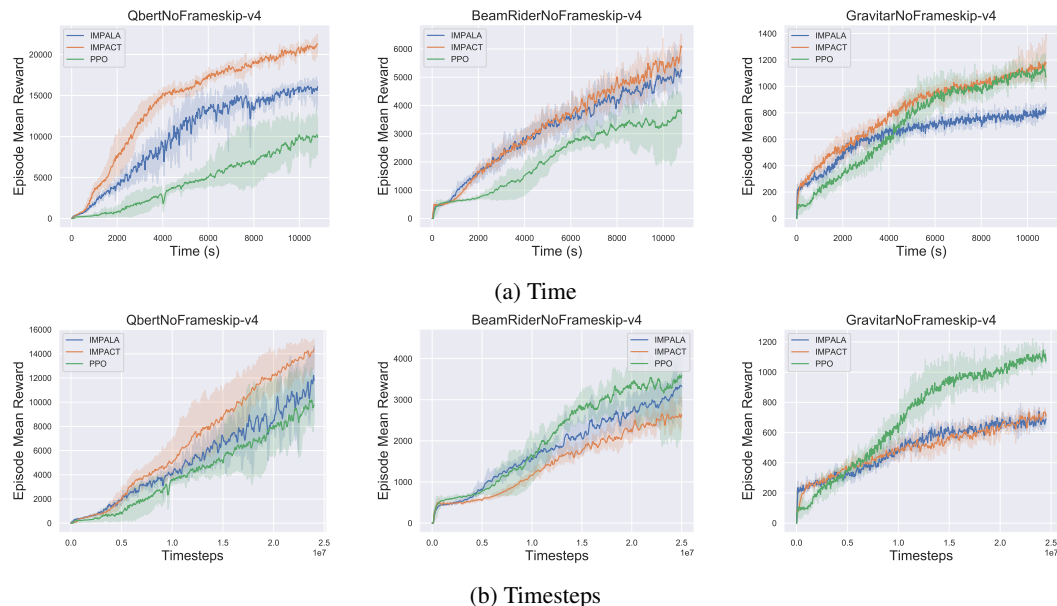 QbertNoFrameskip-v4
IMPALA
IMPACT
PPO
20000
15000
10000
5000
0
Episode Mean Reward
0 2000 4000 6000 8000 10000
Time (s)
BeamRiderNoFrameskip-v4
IMPALA
IMPACT
PPO
6000
5000
4000
3000
2000
1000
0
Episode Mean Reward
0 2000 4000 6000 8000 10000
Time (s)
GravitarNoFrameskip-v4
IMPALA
IMPACT
PPO
1400
1200
1000
800
600
400
200
0
Episode Mean Reward
0 2000 4000 6000 8000 10000
Time (s)
(a) Time
QbertNoFrameskip-v4
IMPALA
IMPACT
PPO
16000
14000
12000
10000
8000
6000
4000
2000
0
Episode Mean Reward
0.0 0.5 1.0 1.5 2.0 2.5
1e7
Timesteps
BeamRiderNoFrameskip-v4
IMPALA
IMPACT
PPO
4000
3000
2000
1000
0
Episode Mean Reward
0.0 0.5 1.0 1.5 2.0 2.5
1e7
Timesteps
GravitarNoFrameskip-v4
IMPALA
IMPACT
PPO
1200
1000
800
600
400
200
0
Episode Mean Reward
0.0 0.5 1.0 1.5 2.0 2.5
1e7
Timesteps
(b) Timesteps